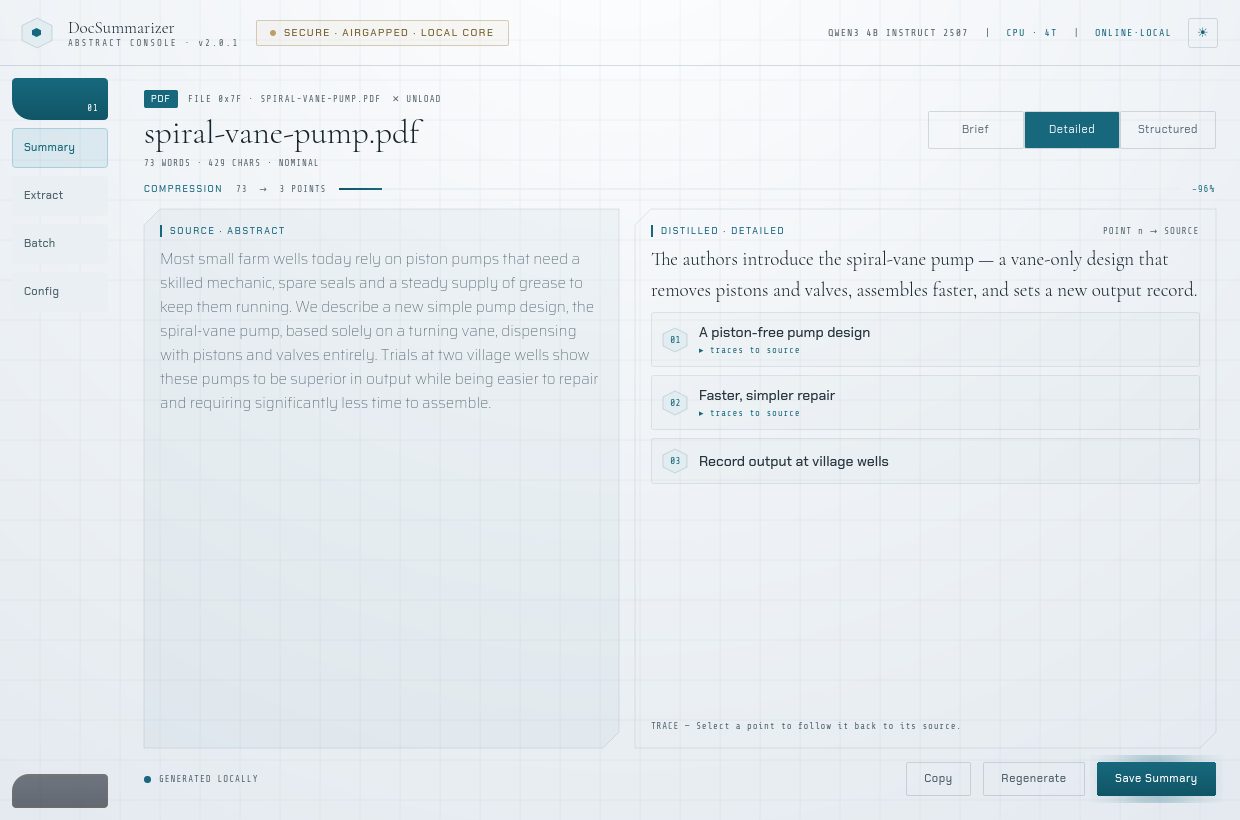 DocSummarizer
ABSTRACT CONSOLE · v2.0.1
SECURE · AIRGAPPED · LOCAL CORE
QWEN3 4B INSTRUCT 2507 | CPU · 4T | ONLINE·LOCAL
01
Summary
Extract
Batch
Config
PDF FILE 0x7F · SPIRAL-VANE-PUMP.PDF × UNLOAD
spiral-vane-pump.pdf
73 WORDS · 429 CHARS · NOMINAL
Brief
Detailed
Structured
COMPRESSION 73 → 3 POINTS
−96%
SOURCE · ABSTRACT
Most small farm wells today rely on piston pumps that need a
skilled mechanic, spare seals and a steady supply of grease to
keep them running. We describe a new simple pump design, the
spiral-vane pump, based solely on a turning vane, dispensing
with pistons and valves entirely. Trials at two village wells show
these pumps to be superior in output while being easier to repair
and requiring significantly less time to assemble.
DISTILLED · DETAILED
POINT n → SOURCE
The authors introduce the spiral-vane pump — a vane-only design that
removes pistons and valves, assembles faster, and sets a new output record.
01 A piston-free pump design
▸ traces to source
02 Faster, simpler repair
▸ traces to source
03 Record output at village wells
TRACE — Select a point to follow it back to its source.
GENERATED LOCALLY
Copy
Regenerate
Save Summary